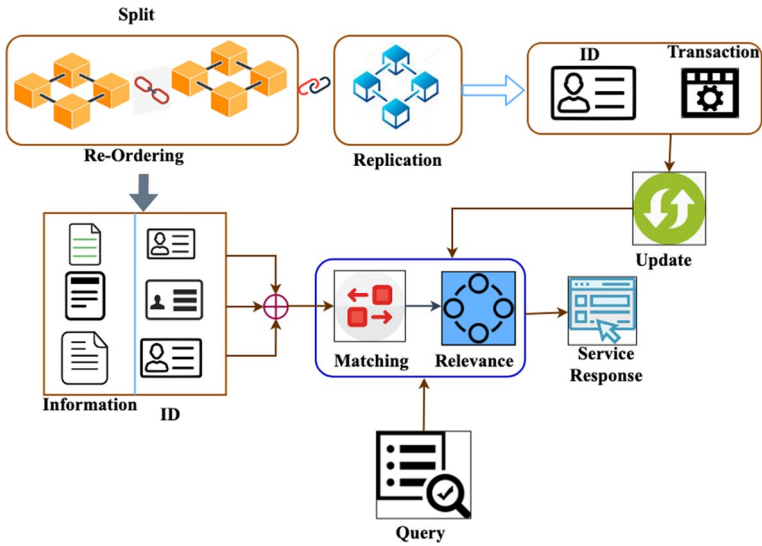 Split
ID
Transaction
Re-Ordering
Replication
Update
Matching
Relevance
Service
Response
Information
ID
Query